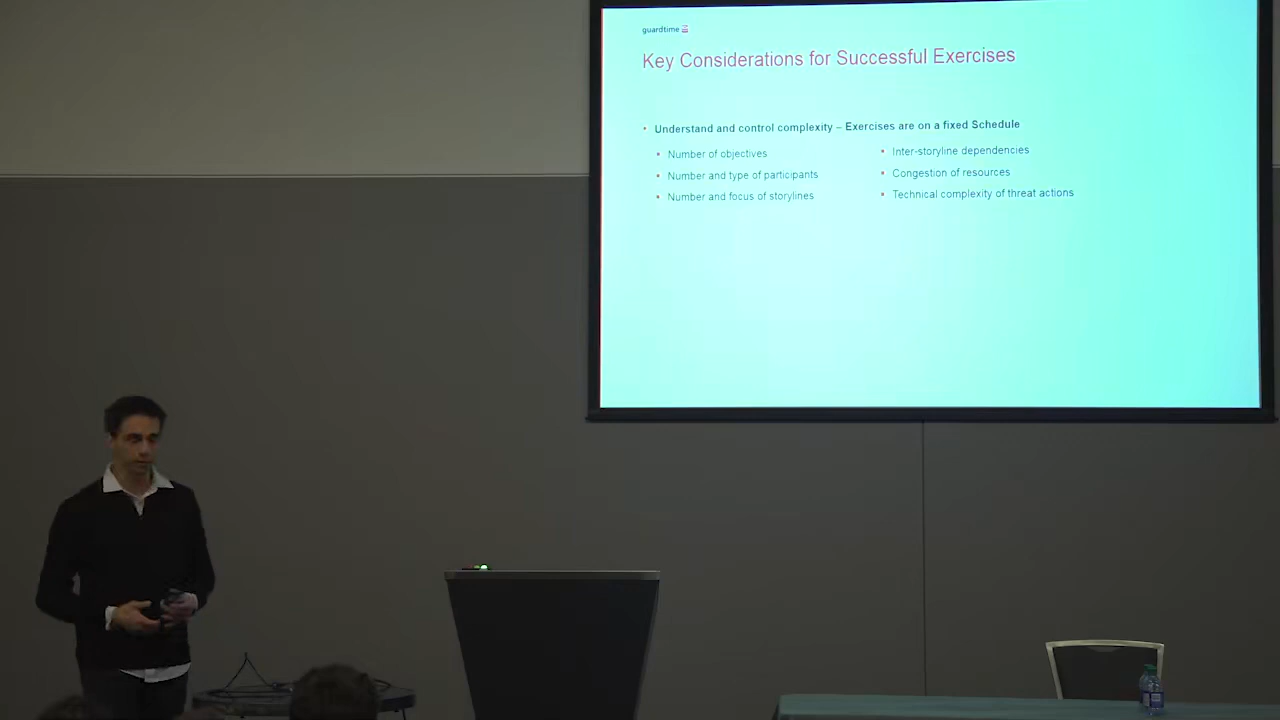 guardtime
Key Considerations for Successful Exercises
• Understand and control complexity – Exercises are on a fixed Schedule
• Number of objectives
• Number and type of participants
• Number and focus of storylines
• Inter-storyline dependencies
• Congestion of resources
• Technical complexity of threat actions